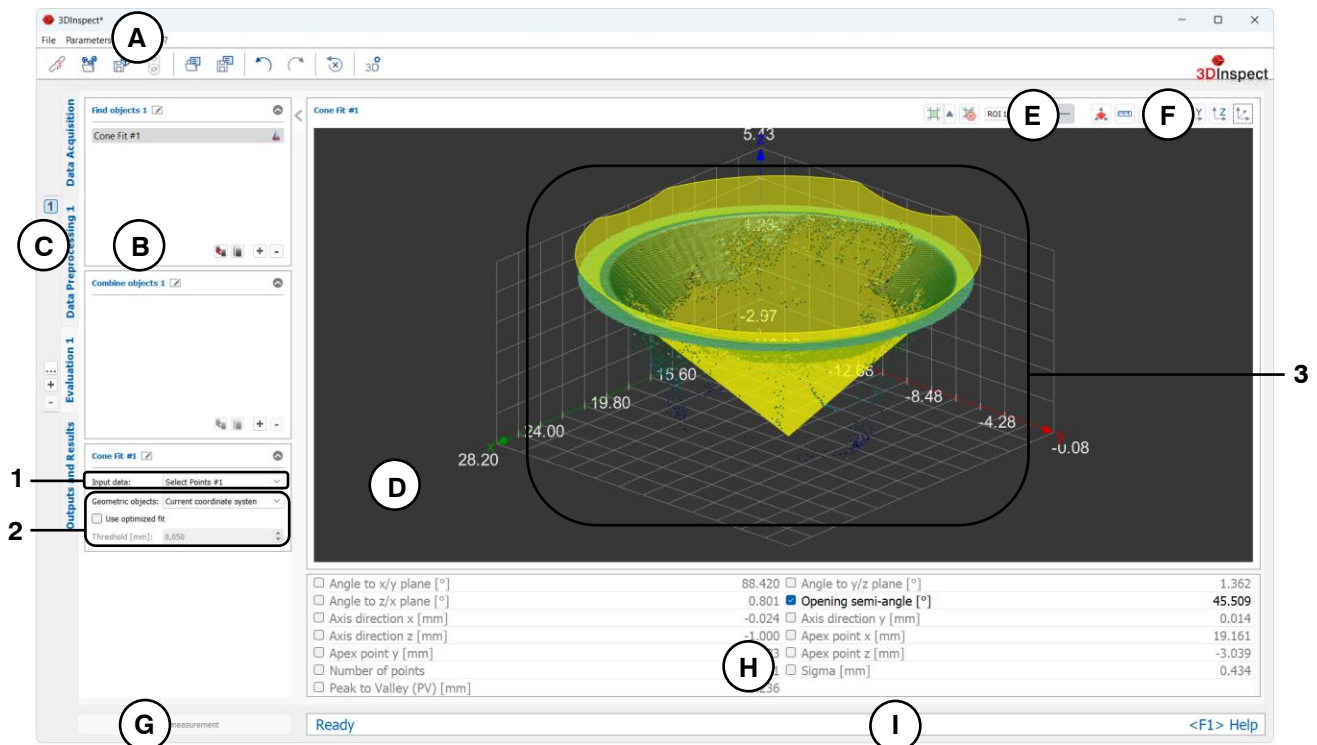 3DInspect*
File Parameters ?
A
3D
3DInspect
Data Acquisition
Data Preprocessing 1
Evaluation 1
Outputs and Results
1
C
...
+
-
Find objects 1
Cone Fit #1
B
+ -
Combine objects 1
+ -
Cone Fit #1
1
Input data: Select Points #1
2
Geometric objects: Current coordinate systen
Use optimized fit
Threshold [mm]: 0,050
Cone Fit #1
ROI 1
E
F
Y
Z
5.43
Z
1.23
-2.97
15.60
-12.68
19.80
-8.48
24.00
-4.28
28.20
-0.08
3
D
Angle to x/y plane [°] 88.420 Angle to y/z plane [°] 1.362
Angle to z/x plane [°] 0.801 Opening semi-angle [°] 45.509
Axis direction x [mm] -0.024 Axis direction y [mm] 0.014
Axis direction z [mm] -1.000 Apex point x [mm] 19.161
Apex point y [mm] Apex point z [mm] -3.039
Number of points Sigma [mm] 0.434
Peak to Valley (PV) [mm]
H
G
measurement
Ready
I
<F1> Help